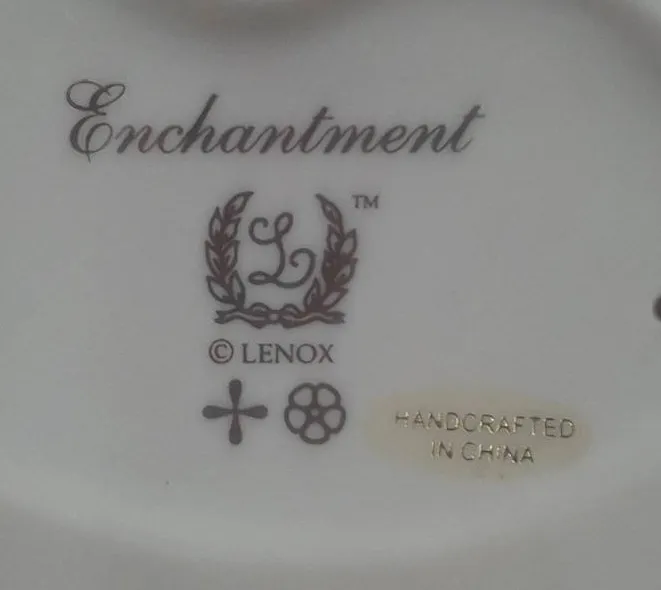 Enchantment
L ™
© LENOX
HANDCRAFTED
IN CHINA